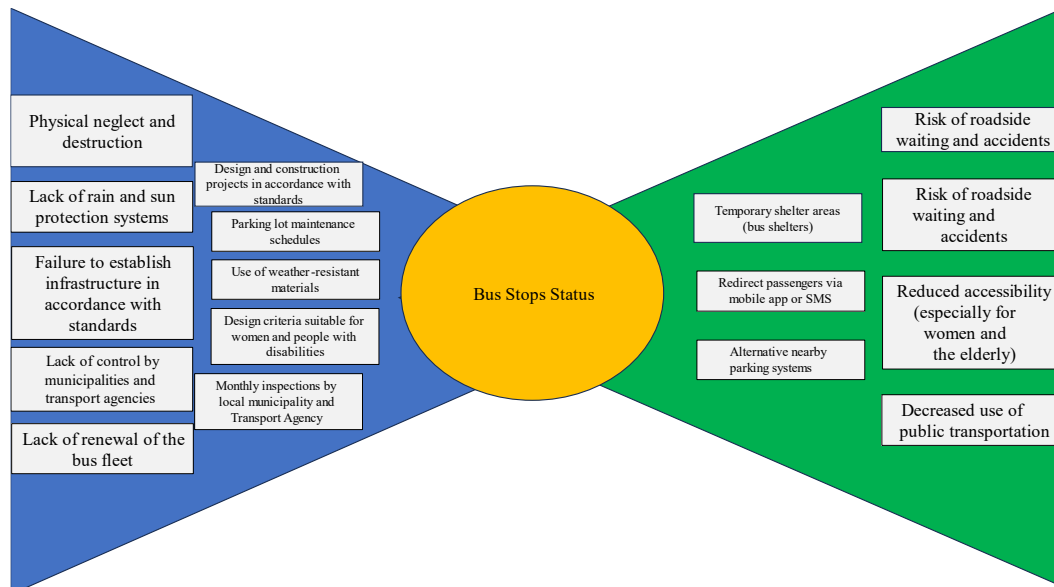 Physical neglect and
destruction
Lack of rain and sun
protection systems
Failure to establish
infrastructure in
accordance with
standards
Lack of control by
municipalities and
transport agencies
Lack of renewal of the
bus fleet
Design and construction
projects in accordance with
standards
Parking lot maintenance
schedules
Use of weather-resistant
materials
Design criteria suitable for
women and people with
disabilities
Monthly inspections by
local municipality and
Transport Agency
Bus Stops Status
Temporary shelter areas
(bus shelters)
Redirect passengers via
mobile app or SMS
Alternative nearby
parking systems
Risk of roadside
waiting and accidents
Risk of roadside
waiting and
accidents
Reduced accessibility
(especially for
women and
the elderly)
Decreased use of
public transportation